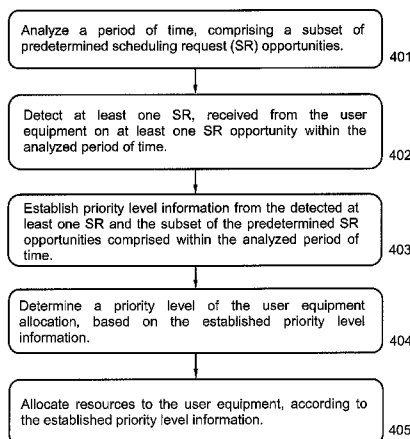 Analyze a period of time, comprising a subset of
predetermined scheduling request (SR) opportunities.
401
Detect at least one SR, received from the user
equipment on at least one SR opportunity within the
analyzed period of time.
402
Establish priority level information from the detected at
least one SR and the subset of the predetermined SR
opportunities comprised within the analyzed period of
time.
403
Determine a priority level of the user equipment
allocation, based on the established priority level
information.
404
Allocate resources to the user equipment, according to
the established priority level information.
405